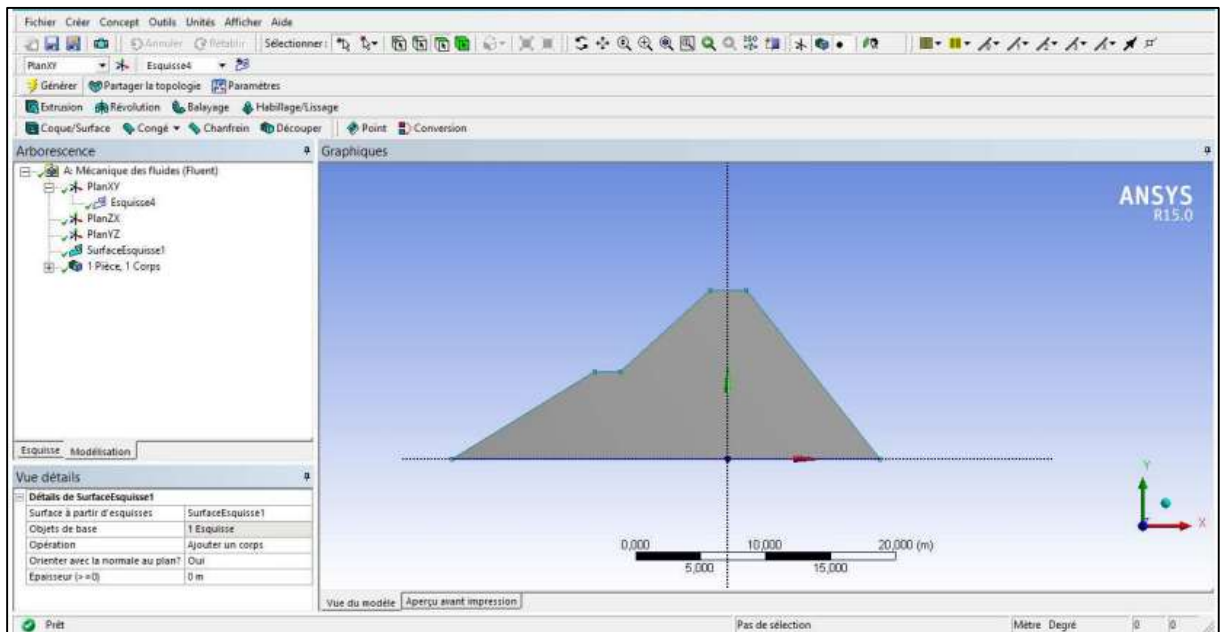 Fichier Créer Concept Outils Unités Afficher Aide
Annuler Rétablir Sélectionner:
PlanXY Esquisse4
Générer Partager la topologie Paramètres
Extrusion Révolution Balayage Habillage/Lissage
Coque/Surface Congé Chanfrein Découper Point Conversion
Arborescence
A: Mécanique des fluides (Fluent)
PlanXY
Esquisse4
PlanZX
PlanYZ
SurfaceEsquisse1
1 Pièce, 1 Corps
Esquisse Modélisation
Vue détails
Détails de SurfaceEsquisse1
Surface à partir d'esquisses SurfaceEsquisse1
Objets de base 1 Esquisse
Opération Ajouter un corps
Orienter avec la normale au plan? Oui
Epaisseur (>=0) 0 m
Graphiques
ANSYS
R15.0
Y
X
0,000 10,000 20,000 (m)
5,000 15,000
Vue du modèle Aperçu avant impression
Prêt Pas de sélection Mètre Degré 0 0